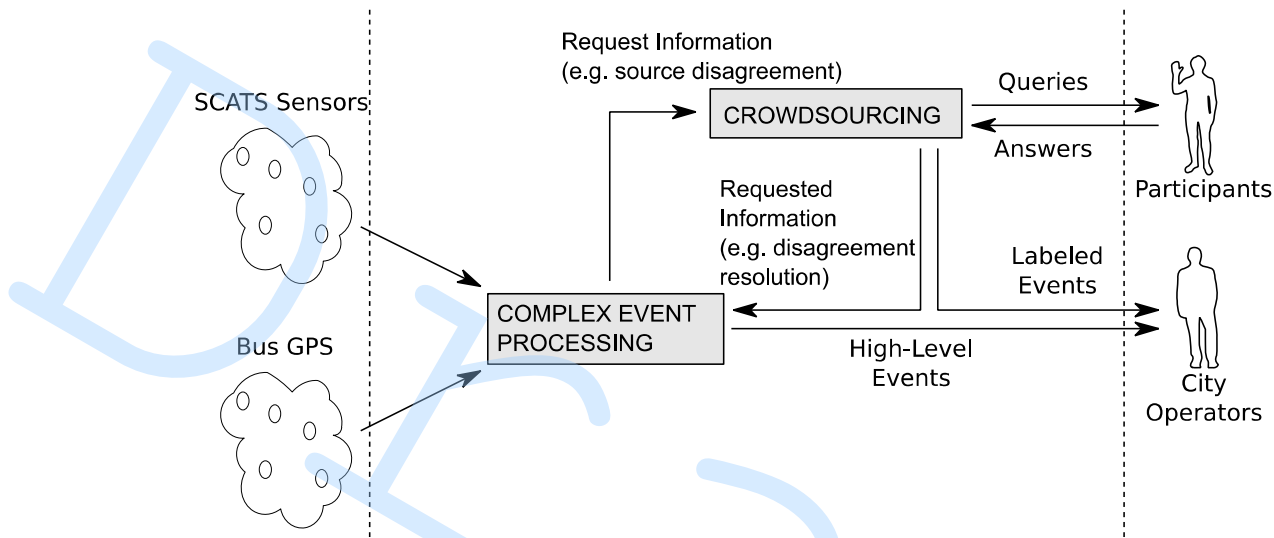 Request Information
(e.g. source disagreement)
SCATS Sensors
CROWDSOURCING
Queries
Answers
Participants
Requested
Information
(e.g. disagreement
resolution)
Labeled
Events
COMPLEX EVENT
PROCESSING
Bus GPS
High-Level
Events
City
Operators